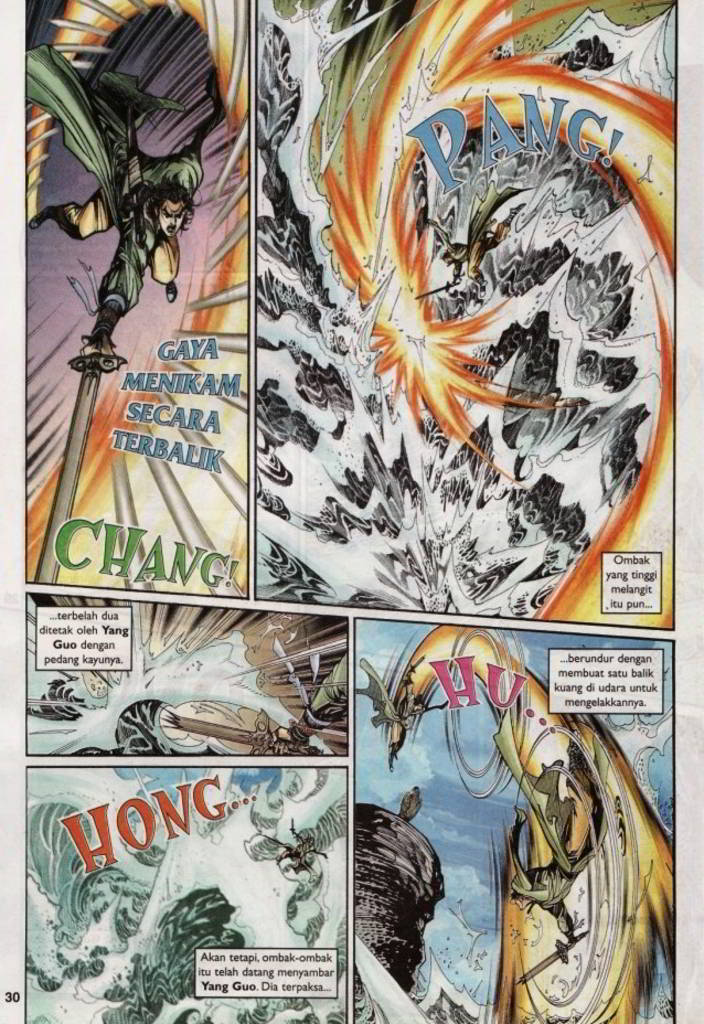 GAYA
MENIKAM
SECARA
TERBALIK
CHANG!
PANG!
Ombak
yang tinggi
melangit
itu pun...
...terbelah dua
ditetak oleh Yang
Guo dengan
pedang kayunya.
HONG...
Akan tetapi, ombak-ombak
itu telah datang menyambar
Yang Guo. Dia terpaksa...
HU...
...berundur dengan
membuat satu balik
kuang di udara untuk
mengelakkannya.
30